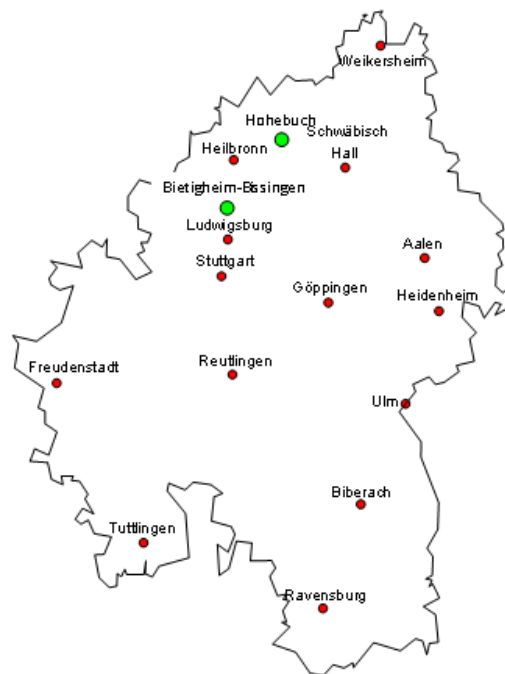 Weikersheim
Hohebuch
Schwäbisch
Hall
Heilbronn
Bietigheim-Bissingen
Ludwigsburg
Stuttgart
Aalen
Göppingen
Heidenheim
Freudenstadt
Reutlingen
Ulm
Biberach
Tuttlingen
Ravensburg